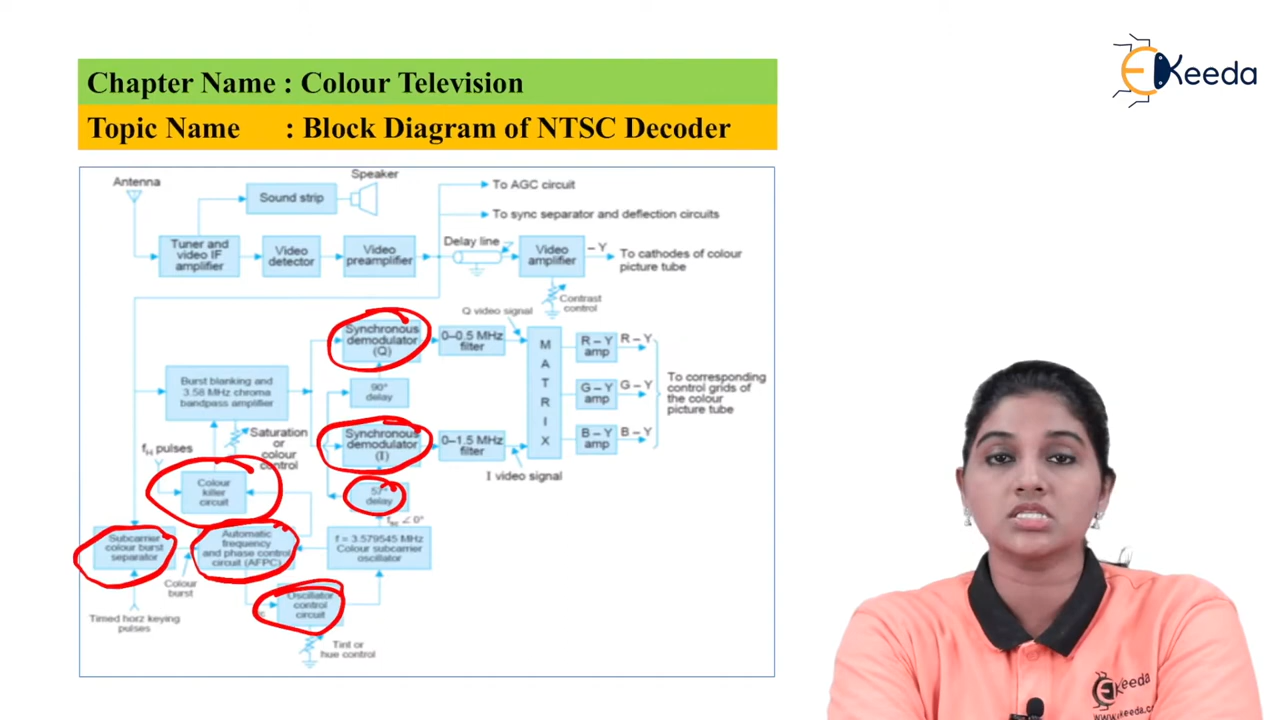 EKeeda
Chapter Name : Colour Television
Topic Name : Block Diagram of NTSC Decoder
Antenna
Speaker
Sound strip
To AGC circuit
To sync separator and deflection circuits
Tuner and
video IF
amplifier
Video
detector
Video
preamplifier
Delay line
Video
amplifier
– Y
To cathodes of colour
picture tube
Contrast
control
Q video signal
Synchronous
demodulator
(Q)
0–0.5 MHz
filter
MATRIX
R – Y
amp
R – Y
Burst blanking and
3.58 MHz chroma
bandpass amplifier
90°
delay
G – Y
amp
G – Y
To corresponding
control grids of
the colour
picture tube
fH pulses
Saturation
or
colour
control
Synchronous
demodulator
(I)
0–1.5 MHz
filter
B – Y
amp
B – Y
I video signal
Colour
killer
circuit
57°
delay
fsc ∠ 0°
Subcarrier
colour burst
separator
Automatic
frequency
and phase control
circuit (AFPC)
f = 3.579545 MHz
Colour subcarrier
oscillator
Colour
burst
Oscillator
control
circuit
Timed horz keying
pulses
Tint or
hue control
EKeeda